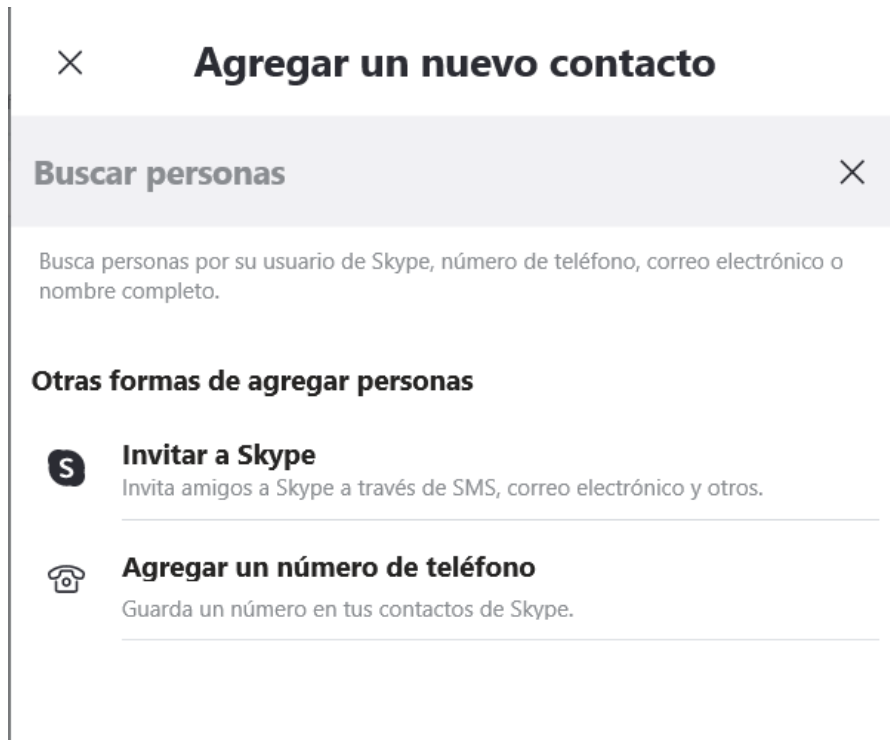 Agregar un nuevo contacto
Buscar personas
Busca personas por su usuario de Skype, número de teléfono, correo electrónico o
nombre completo.
Otras formas de agregar personas
Invitar a Skype
Invita amigos a Skype a través de SMS, correo electrónico y otros.
Agregar un número de teléfono
Guarda un número en tus contactos de Skype.